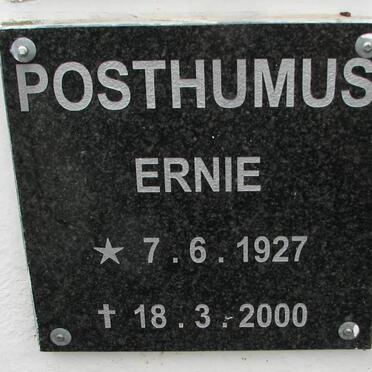 POSTHUMUS
ERNIE
★ 7.6.1927
✝ 18.3.2000